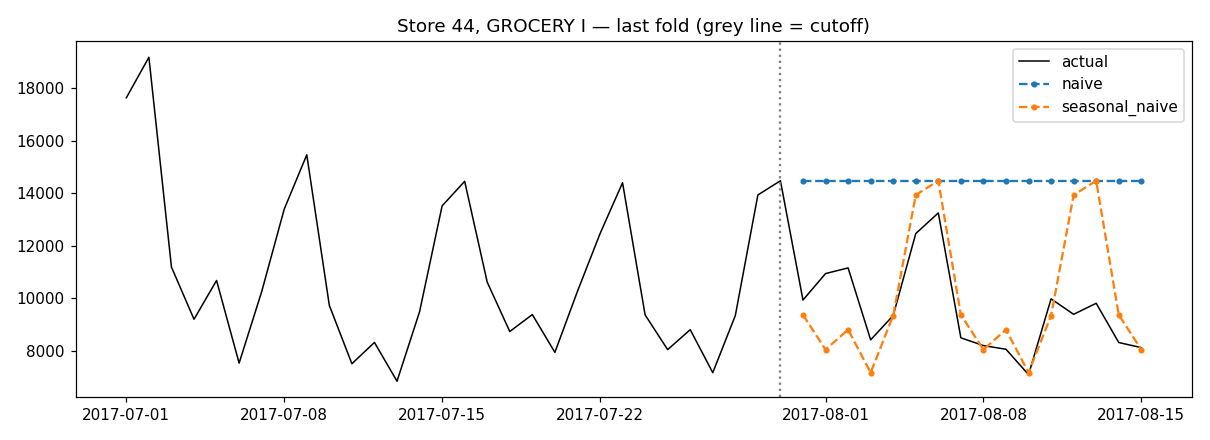 Store 44, GROCERY I — last fold (grey line = cutoff)
actual
naive
seasonal_naive
18000
16000
14000
12000
10000
8000
2017-07-01 2017-07-08 2017-07-15 2017-07-22 2017-08-01 2017-08-08 2017-08-15